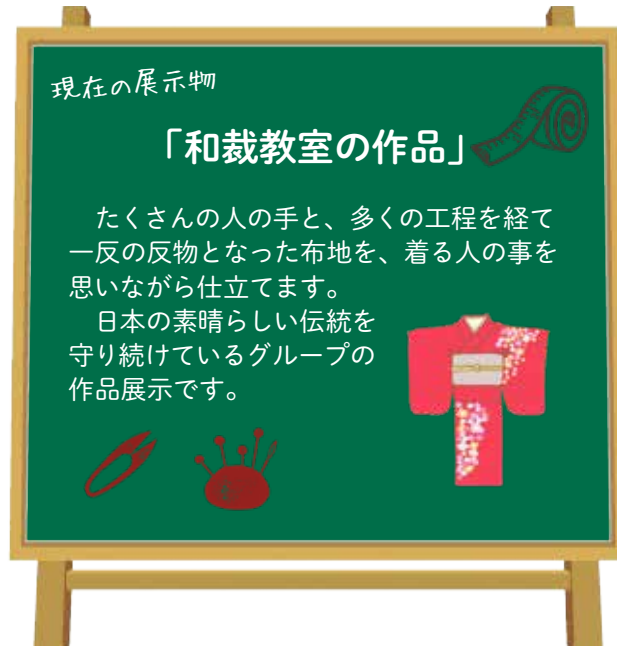 現在の展示物
「和裁教室の作品」
たくさんの人の手と、多くの工程を経て
一反の反物となった布地を、着る人の事を
思いながら仕立てます。
日本の素晴らしい伝統を
守り続けているグループの
作品展示です。